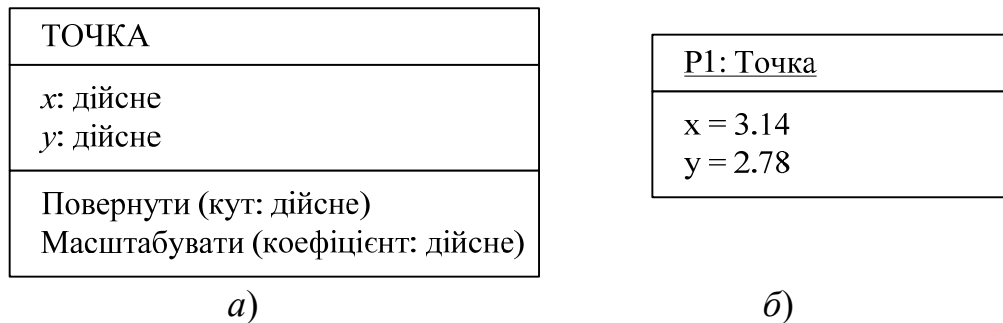 ТОЧКА
x: дійсне
y: дійсне
Повернути (кут: дійсне)
Масштабувати (коефіцієнт: дійсне)
а)
P1: Точка
x = 3.14
y = 2.78
б)